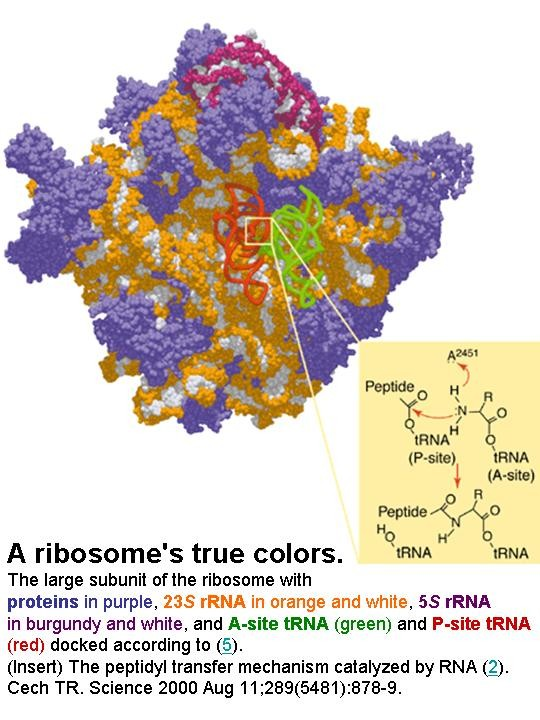 A2451
H
R
Peptide
O
:N
O
H
O
O
tRNA
tRNA
(P-site)
(A-site)
R
O
Peptide
O
N
H
O
H
O
tRNA
tRNA
A ribosome's true colors.
The large subunit of the ribosome with
proteins in purple, 23S rRNA in orange and white, 5S rRNA
in burgundy and white, and A-site tRNA (green) and P-site tRNA
(red) docked according to (5).
(Insert) The peptidyl transfer mechanism catalyzed by RNA (2).
Cech TR. Science 2000 Aug 11;289(5481):878-9.